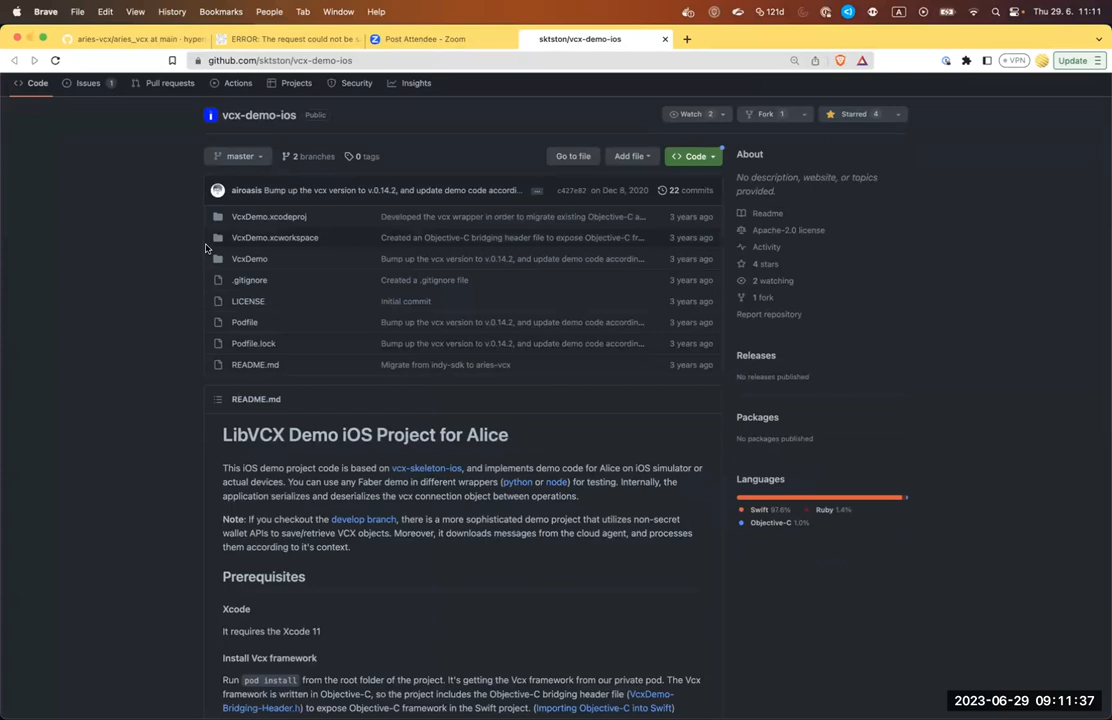 Brave File Edit View History Bookmarks People Tab Window Help 121d A Thu 29. 6. 11:11
aries-vcx/aries_vcx at main · hype ERROR: The request could not be s Post Attendee - Zoom sktston/vcx-demo-ios
github.com/sktston/vcx-demo-ios VPN Update
Code Issues 1 Pull requests Actions Projects Security Insights
vcx-demo-ios Public Watch 2 Fork 1 Starred 4
master 2 branches 0 tags Go to file Add file Code
airoasis Bump up the vcx version to v.0.14.2, and update demo code accordi... c427e82 on Dec 8, 2020 22 commits
VcxDemo.xcodeproj Developed the vcx wrapper in order to migrate existing Objective-C a... 3 years ago
VcxDemo.xcworkspace Created an Objective-C bridging header file to expose Objective-C fr... 3 years ago
VcxDemo Bump up the vcx version to v.0.14.2, and update demo code accordin... 3 years ago
.gitignore Created a .gitignore file 3 years ago
LICENSE Initial commit 3 years ago
Podfile Bump up the vcx version to v.0.14.2, and update demo code accordin... 3 years ago
Podfile.lock Bump up the vcx version to v.0.14.2, and update demo code accordin... 3 years ago
README.md Migrate from indy-sdk to aries-vcx 3 years ago
README.md
LibVCX Demo iOS Project for Alice
This iOS demo project code is based on vcx-skeleton-ios, and implements demo code for Alice on iOS simulator or
actual devices. You can use any Faber demo in different wrappers (python or node) for testing. Internally, the
application serializes and deserializes the vcx connection object between operations.
Note: If you checkout the develop branch, there is a more sophisticated demo project that utilizes non-secret
wallet APIs to save/retrieve VCX objects. Moreover, it downloads messages from the cloud agent, and processes
them according to it's context.
Prerequisites
Xcode
It requires the Xcode 11
Install Vcx framework
Run pod install from the root folder of the project. It's getting the Vcx framework from our private pod. The Vcx
framework is written in Objective-C, so the project includes the Objective-C bridging header file (VcxDemo-
Bridging-Header.h) to expose Objective-C framework in the Swift project. (Importing Objective-C into Swift)
About
No description, website, or topics
provided.
Readme
Apache-2.0 license
Activity
4 stars
2 watching
1 fork
Report repository
Releases
No releases published
Packages
No packages published
Languages
Swift 97.6% Ruby 1.4%
Objective-C 1.0%
2023-06-29 09:11:37